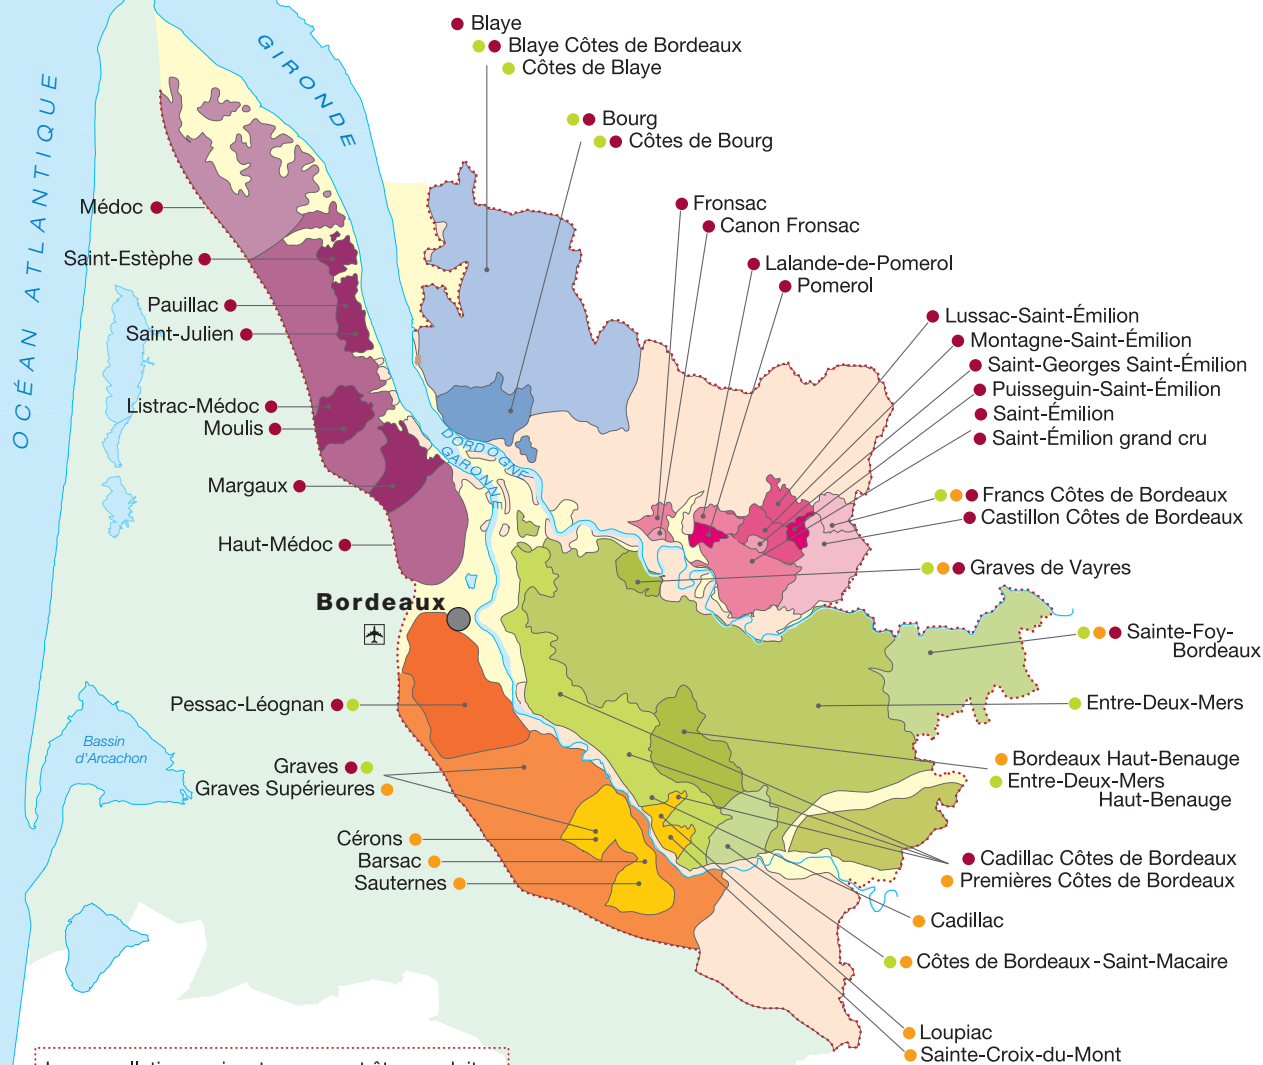 Blaye
Blaye Côtes de Bordeaux
Côtes de Blaye
GIRONDE
OCÉAN ATLANTIQUE
Bourg
Côtes de Bourg
Médoc
Fronsac
Canon Fronsac
Saint-Estèphe
Lalande-de-Pomerol
Pomerol
Pauillac
Saint-Julien
Lussac-Saint-Émilion
Montagne-Saint-Émilion
Saint-Georges Saint-Émilion
Puisseguin-Saint-Émilion
Saint-Émilion
Saint-Émilion grand cru
Listrac-Médoc
Moulis
DORDOGNE
GARONNE
Margaux
Francs Côtes de Bordeaux
Castillon Côtes de Bordeaux
Haut-Médoc
Graves de Vayres
Bordeaux
Sainte-Foy-
Bordeaux
Pessac-Léognan
Entre-Deux-Mers
Bassin
d'Arcachon
Graves
Graves Supérieures
Bordeaux Haut-Benauge
Entre-Deux-Mers
Haut-Benauge
Cérons
Barsac
Sauternes
Cadillac Côtes de Bordeaux
Premières Côtes de Bordeaux
Cadillac
Côtes de Bordeaux-Saint-Macaire
Loupiac
Sainte-Croix-du-Mont